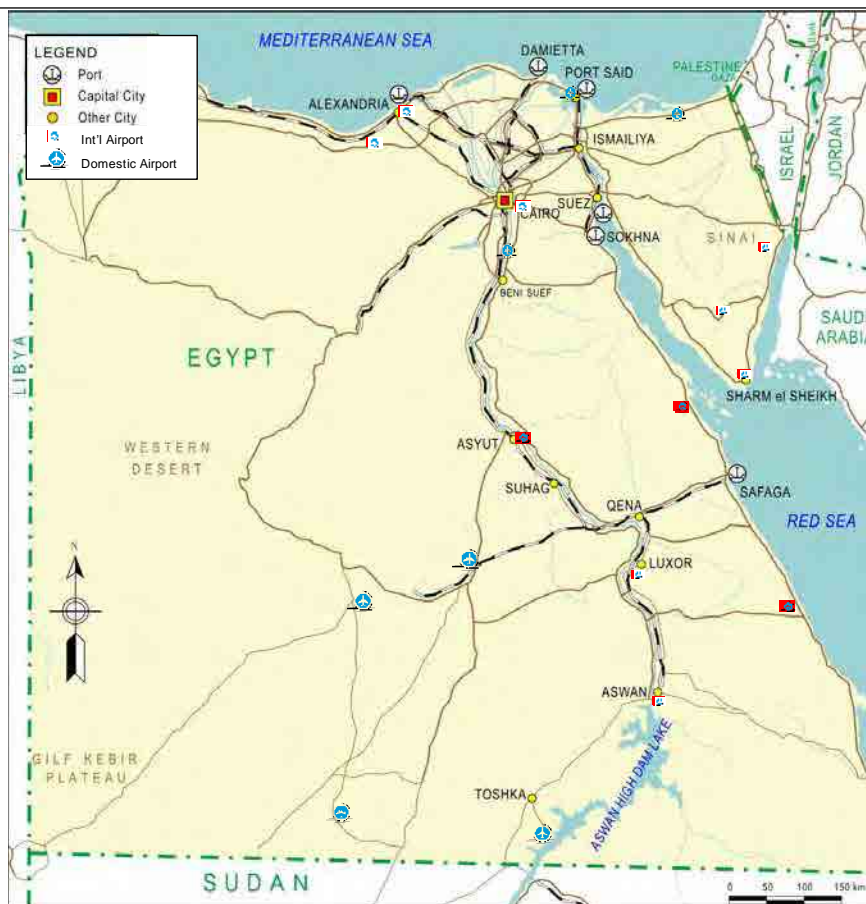 MEDITERRANEAN SEA
LEGEND
Port
Capital City
Other City
Int'l Airport
Domestic Airport
DAMIETTA
PORT SAID
ALEXANDRIA
PALESTINE
GAZA
ISMAILIYA
ISRAEL
JORDAN
SUEZ
CAIRO
SOKHNA
SINAI
BENI SUEF
SAUDI
ARABIA
LIBYA
EGYPT
SHARM el SHEIKH
WESTERN
DESERT
ASYUT
SUHAG
SAFAGA
QENA
RED SEA
N
LUXOR
ASWAN
GILF KEBIR
PLATEAU
TOSHKA
ASWAN HIGH DAM LAKE
SUDAN
0 50 100 150 km